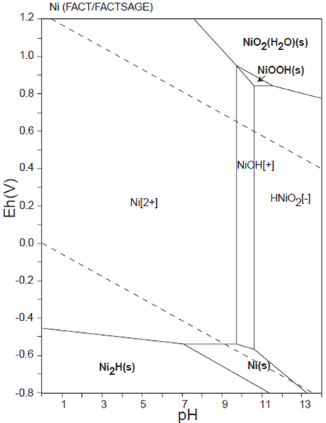 Ni (FACT/FACTSAGE)
1.2
1.0
0.8
0.6
0.4
0.2
0.0
-0.2
-0.4
-0.6
-0.8
Eh(V)
NiO2(H2O)(s)
NiOOH(s)
NiOH[+]
Ni[2+]
HNiO2[-]
Ni2H(s)
Ni(s)
1 3 5 7 9 11 13
pH